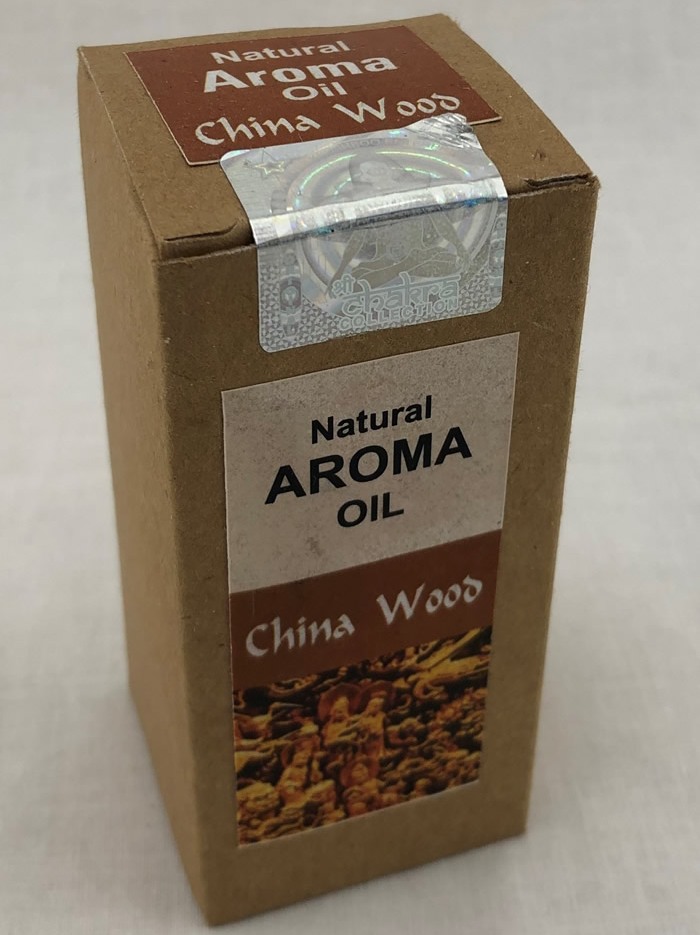 Natural
Aroma
Oil
China Wood
श्री
chakra
COLLECTION
Natural
AROMA
OIL
China Wood